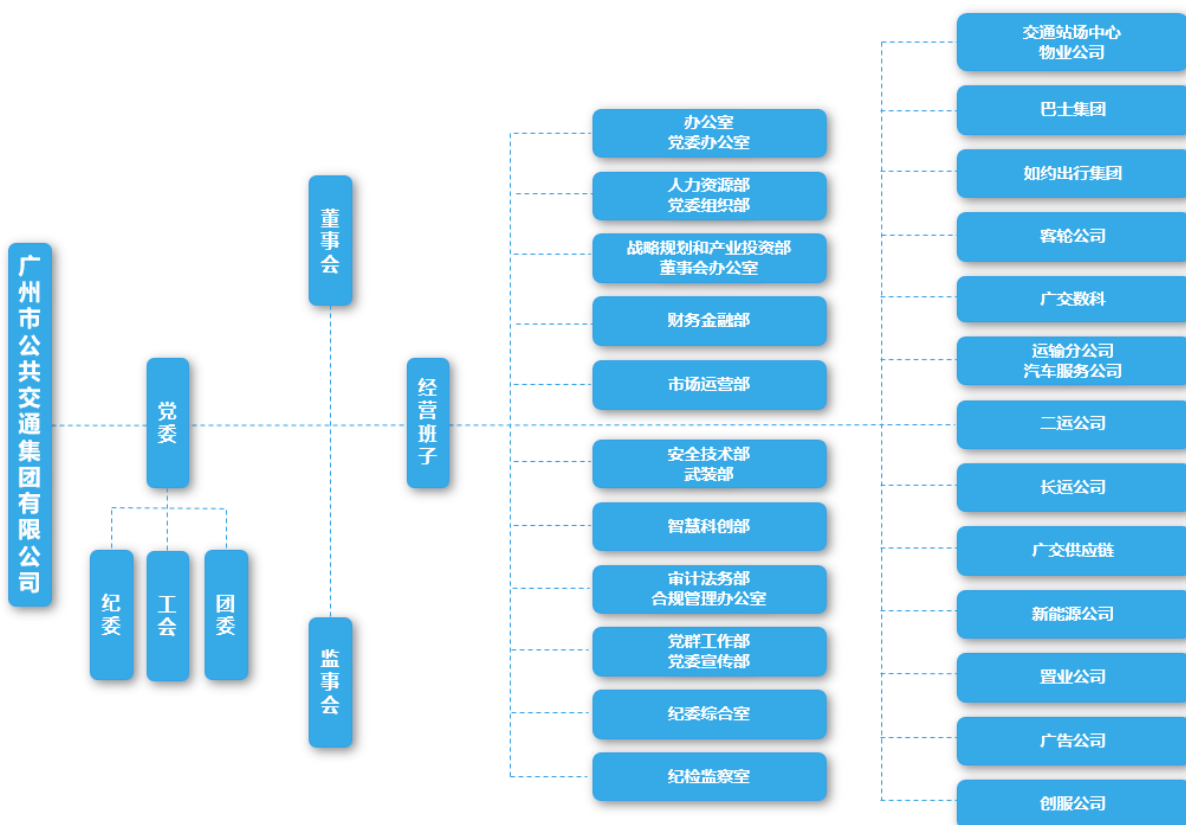 广州市公共交通集团有限公司
党委
纪委
工会
团委
董事会
监事会
经营班子
办公室
党委办公室
人力资源部
党委组织部
战略规划和产业投资部
董事会办公室
财务金融部
市场运营部
安全技术部
武装部
智慧科创部
审计法务部
合规管理办公室
党群工作部
党委宣传部
纪委综合室
纪检监察室
交通站场中心
物业公司
巴士集团
如约出行集团
客轮公司
广交数科
运输分公司
汽车服务公司
二运公司
长运公司
广交供应链
新能源公司
置业公司
广告公司
创服公司